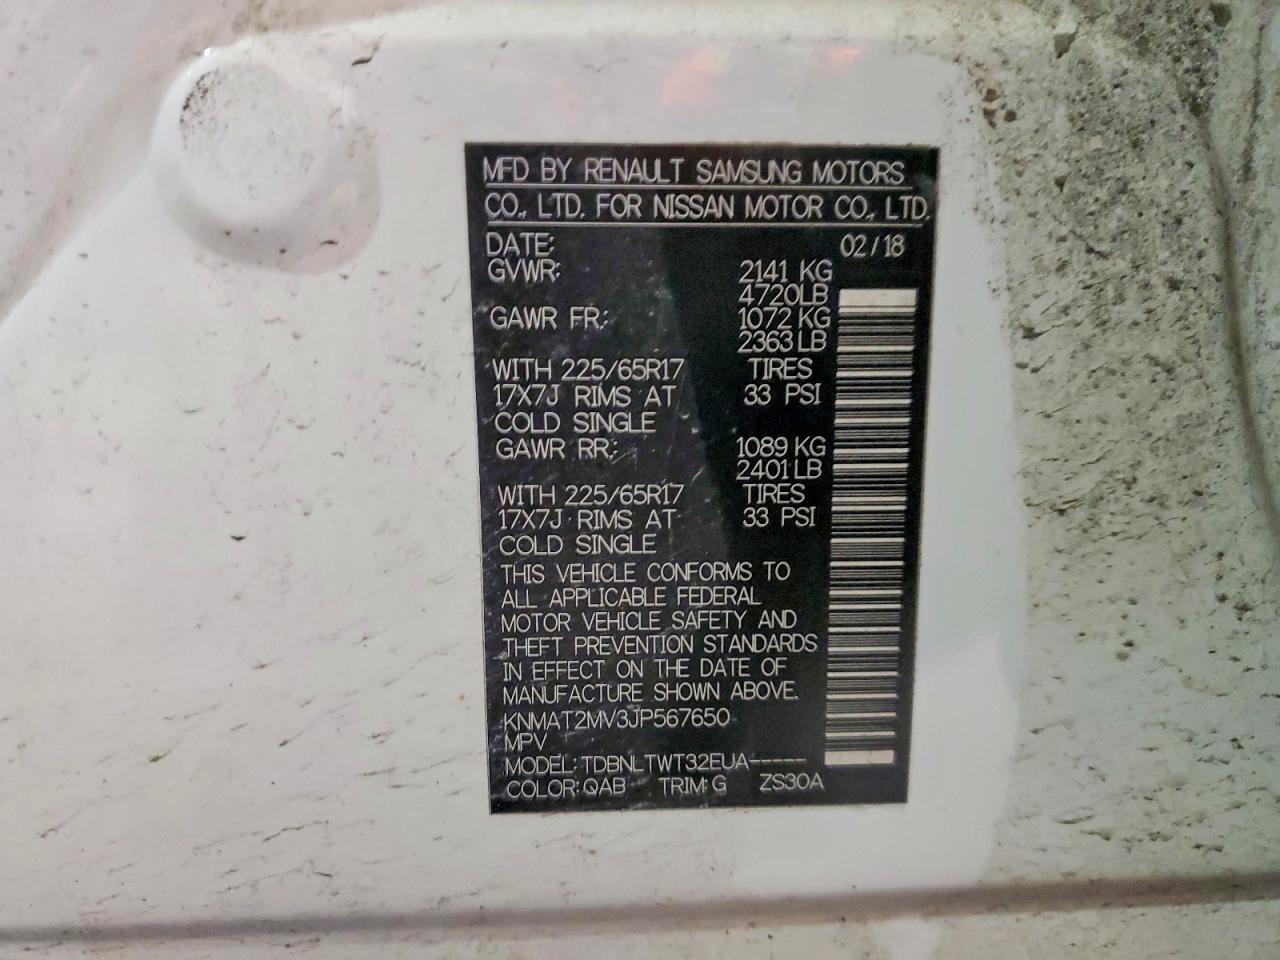 MFD BY RENAULT SAMSUNG MOTORS
CO., LTD. FOR NISSAN MOTOR CO., LTD.
DATE: 02/18
GVWR: 2141 KG
4720LB
GAWR FR.: 1072 KG
2363LB
WITH 225/65R17 TIRES
17X7J RIMS AT 33 PSI
COLD SINGLE
GAWR RR.: 1089 KG
2401LB
WITH 225/65R17 TIRES
17X7J RIMS AT 33 PSI
COLD SINGLE
THIS VEHICLE CONFORMS TO
ALL APPLICABLE FEDERAL
MOTOR VEHICLE SAFETY AND
THEFT PREVENTION STANDARDS
IN EFFECT ON THE DATE OF
MANUFACTURE SHOWN ABOVE.
KNMAT2MV3JP567650
MPV
MODEL: TDBNLTWT32EUA-----
COLOR: QAB TRIM: G ZS30A